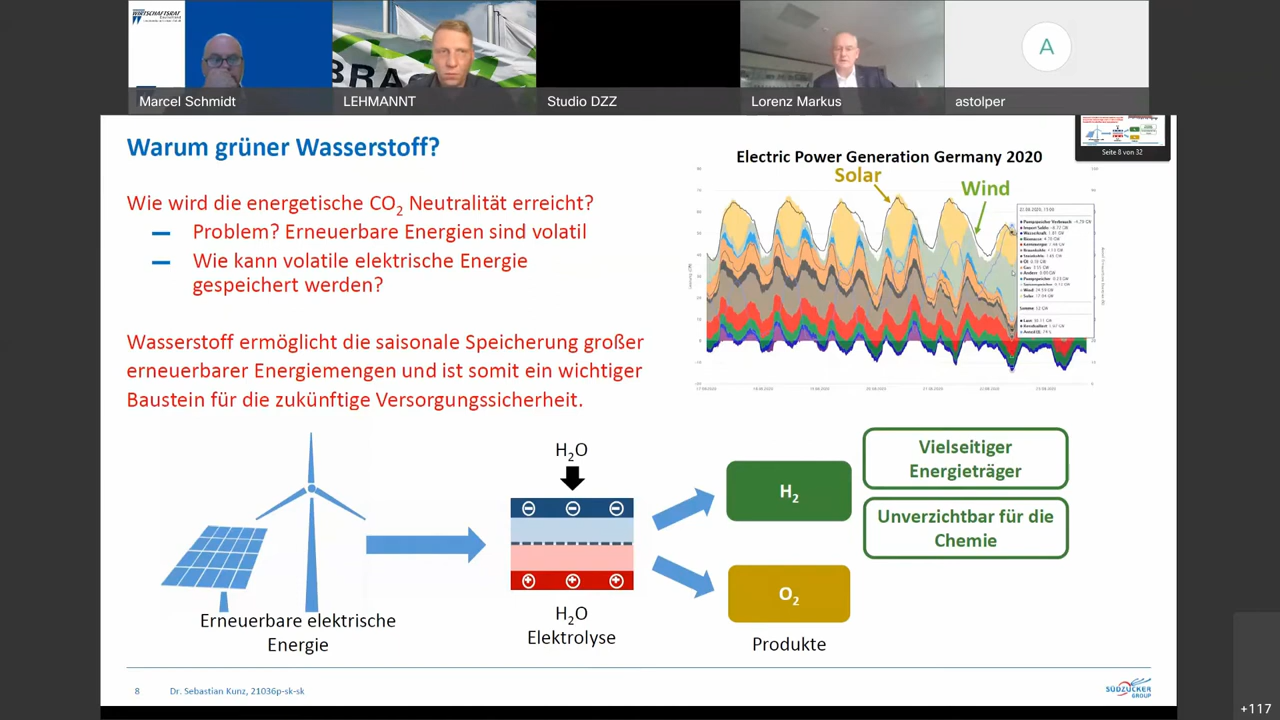 WIRTSCHAFTSRAT
Marcel Schmidt
BRA
LEHMANNT
Studio DZZ
Lorenz Markus
A
astolper
Seite 8 von 32
Warum grüner Wasserstoff?
Wie wird die energetische CO₂ Neutralität erreicht?
Problem? Erneuerbare Energien sind volatil
Wie kann volatile elektrische Energie
gespeichert werden?
Wasserstoff ermöglicht die saisonale Speicherung großer
erneuerbarer Energiemengen und ist somit ein wichtiger
Baustein für die zukünftige Versorgungssicherheit.
Electric Power Generation Germany 2020
Solar
Wind
H₂O
Erneuerbare elektrische
Energie
H₂O
Elektrolyse
H₂
O₂
Produkte
Vielseitiger
Energieträger
Unverzichtbar für die
Chemie
8
Dr. Sebastian Kunz, 21036p-sk-sk
SÜDZUCKER
GROUP
+117